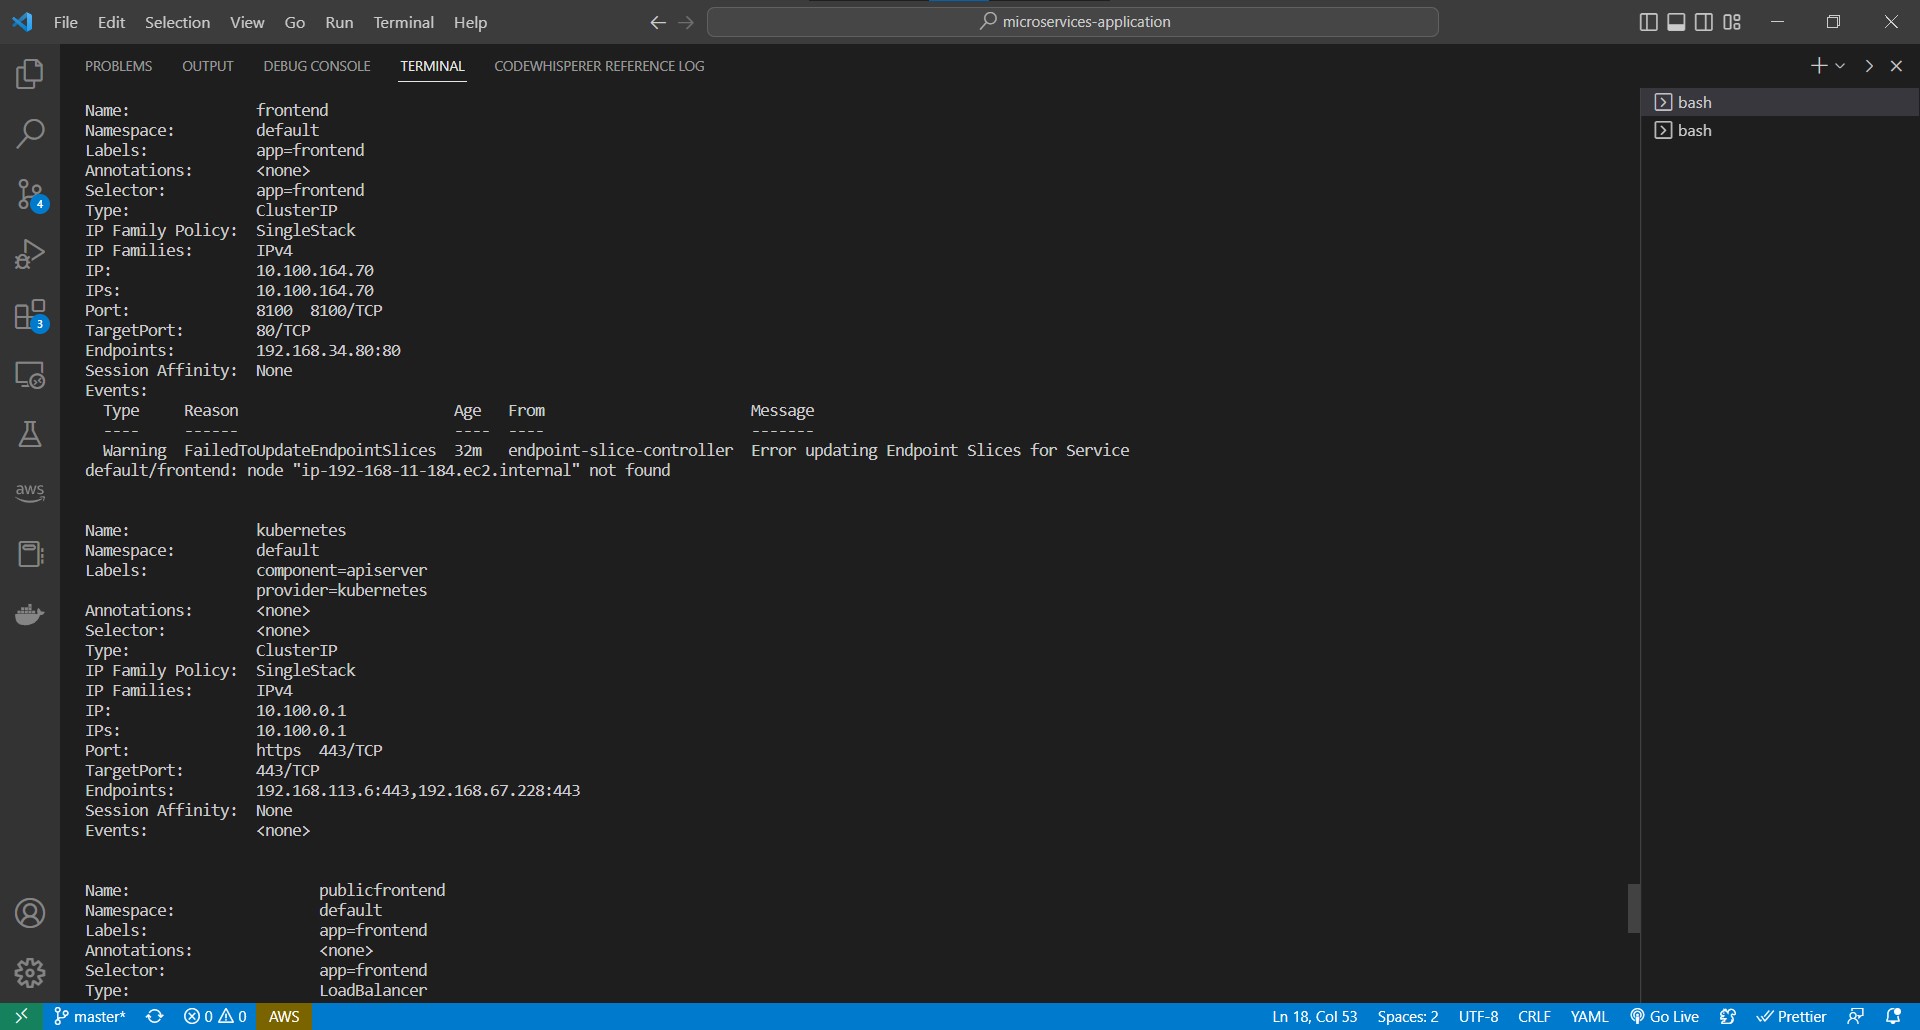 File Edit Selection View Go Run Terminal Help
microservices-application
PROBLEMS OUTPUT DEBUG CONSOLE TERMINAL CODEWHISPERER REFERENCE LOG
bash
bash
Name: frontend
Namespace: default
Labels: app=frontend
Annotations: <none>
Selector: app=frontend
Type: ClusterIP
IP Family Policy: SingleStack
IP Families: IPv4
IP: 10.100.164.70
IPs: 10.100.164.70
Port: 8100 8100/TCP
TargetPort: 80/TCP
Endpoints: 192.168.34.80:80
Session Affinity: None
Events:
Type Reason Age From Message
---- ------ ---- ---- -------
Warning FailedToUpdateEndpointSlices 32m endpoint-slice-controller Error updating Endpoint Slices for Service
default/frontend: node "ip-192-168-11-184.ec2.internal" not found
Name: kubernetes
Namespace: default
Labels: component=apiserver
provider=kubernetes
Annotations: <none>
Selector: <none>
Type: ClusterIP
IP Family Policy: SingleStack
IP Families: IPv4
IP: 10.100.0.1
IPs: 10.100.0.1
Port: https 443/TCP
TargetPort: 443/TCP
Endpoints: 192.168.113.6:443,192.168.67.228:443
Session Affinity: None
Events: <none>
Name: publicfrontend
Namespace: default
Labels: app=frontend
Annotations: <none>
Selector: app=frontend
Type: LoadBalancer
4
3
aws
master* 0 0 AWS Ln 18, Col 53 Spaces: 2 UTF-8 CRLF YAML Go Live Prettier